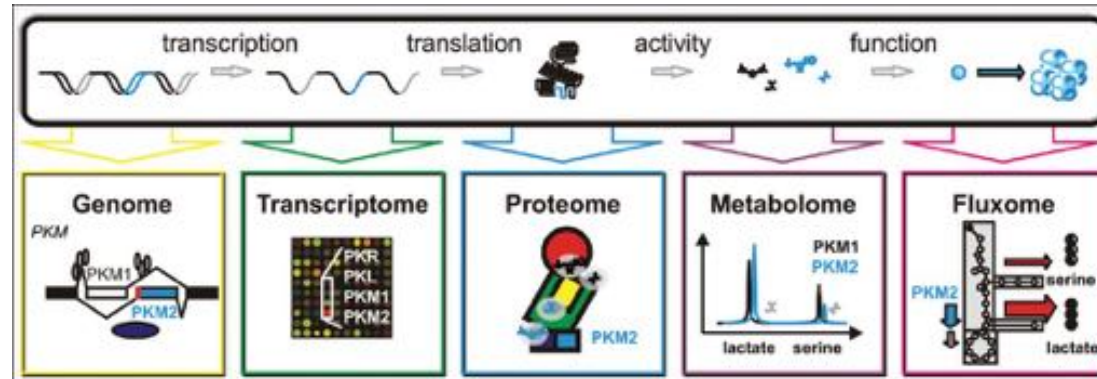 transcription
translation
activity
function
Genome
PKM
PKM1
PKM2
Transcriptome
PKR
PKL
PKM1
PKM2
Proteome
PKM2
Metabolome
PKM1
PKM2
lactate serine
Fluxome
PKM2
serine
lactate